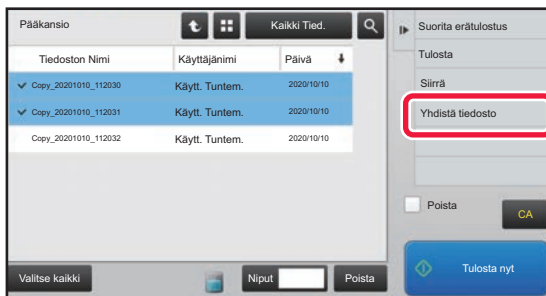 Pääkansio
Kaikki Tied.
Tiedoston Nimi Käyttäjänimi Päivä
Copy_20201010_112030 Käytt. Tuntem. 2020/10/10
Copy_20201010_112031 Käytt. Tuntem. 2020/10/10
Copy_20201010_112032 Käytt. Tuntem. 2020/10/10
Valitse kaikki
Niput
Poista
Suorita erätulostus
Tulosta
Siirrä
Yhdistä tiedosto
Poista
CA
Tulosta nyt